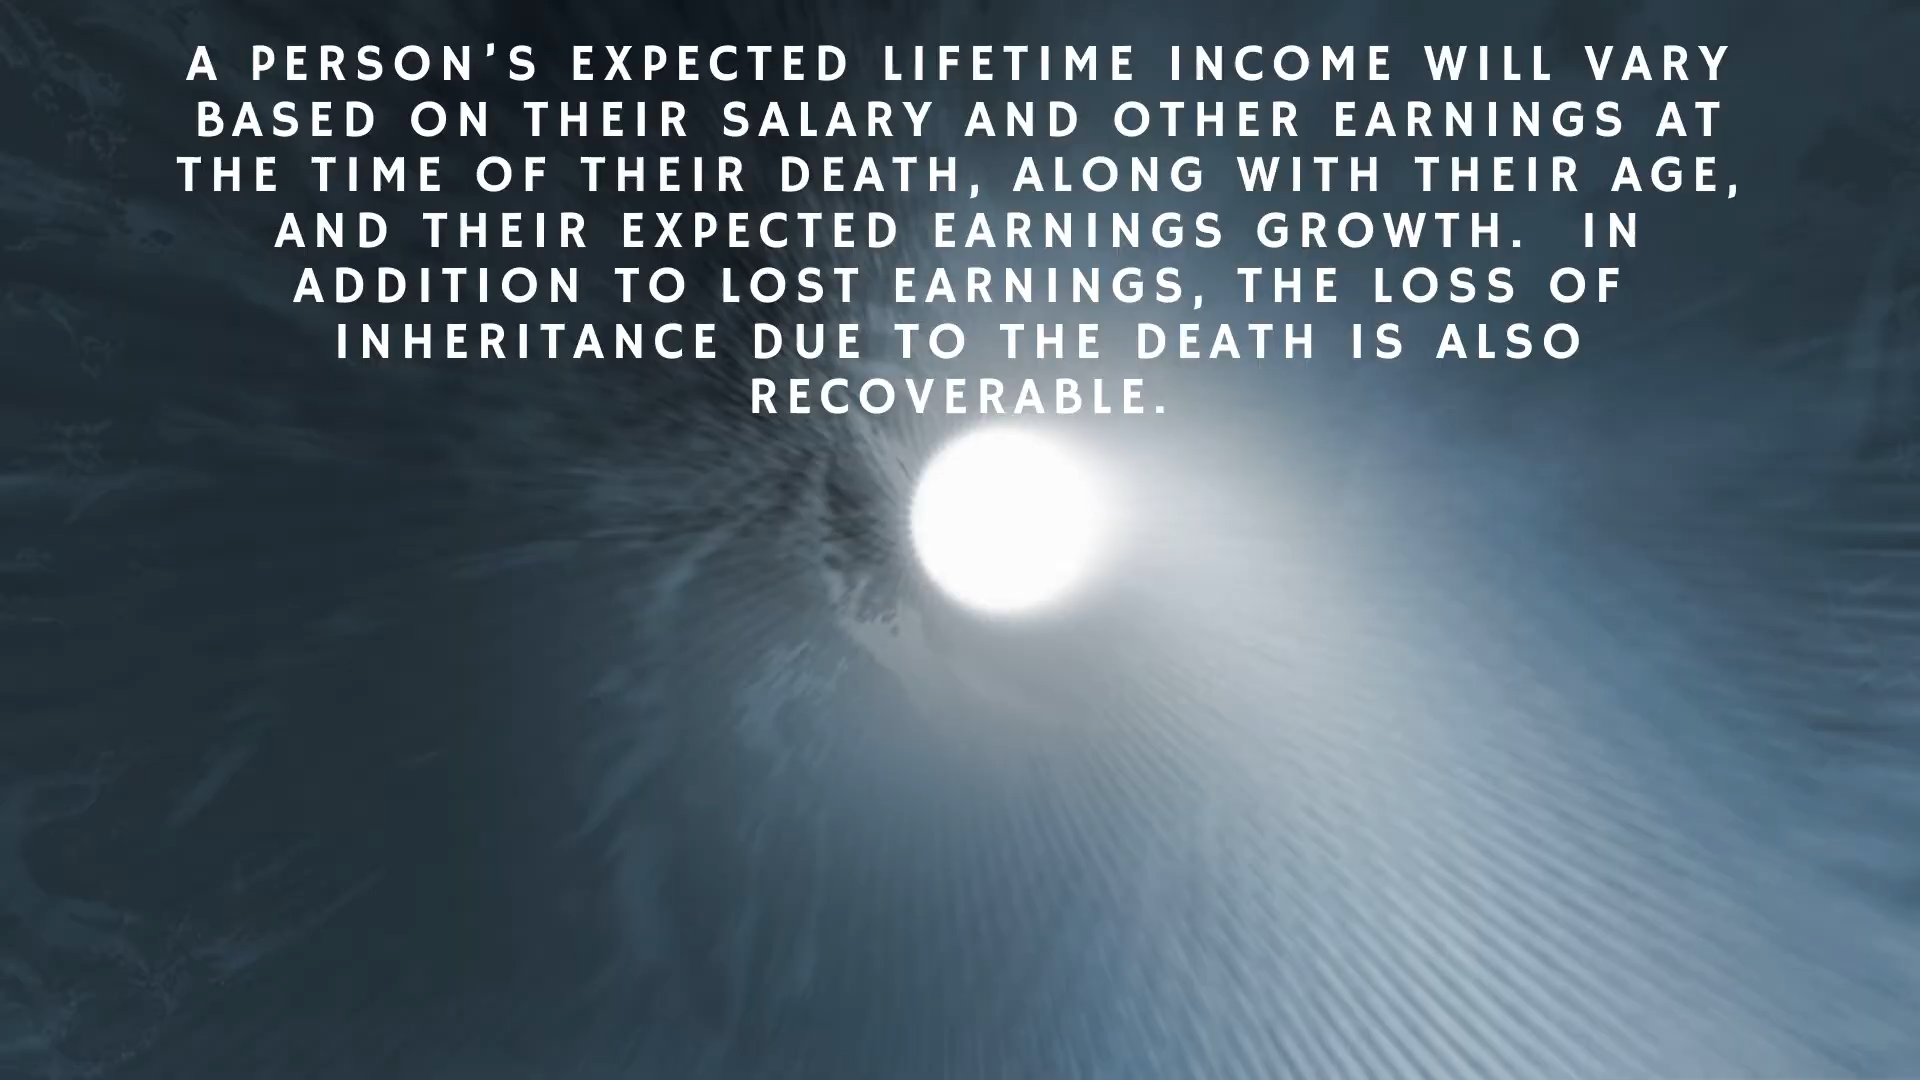 A PERSON'S EXPECTED LIFETIME INCOME WILL VARY
BASED ON THEIR SALARY AND OTHER EARNINGS AT
THE TIME OF THEIR DEATH, ALONG WITH THEIR AGE,
AND THEIR EXPECTED EARNINGS GROWTH.  IN
ADDITION TO LOST EARNINGS, THE LOSS OF
INHERITANCE DUE TO THE DEATH IS ALSO
RECOVERABLE.